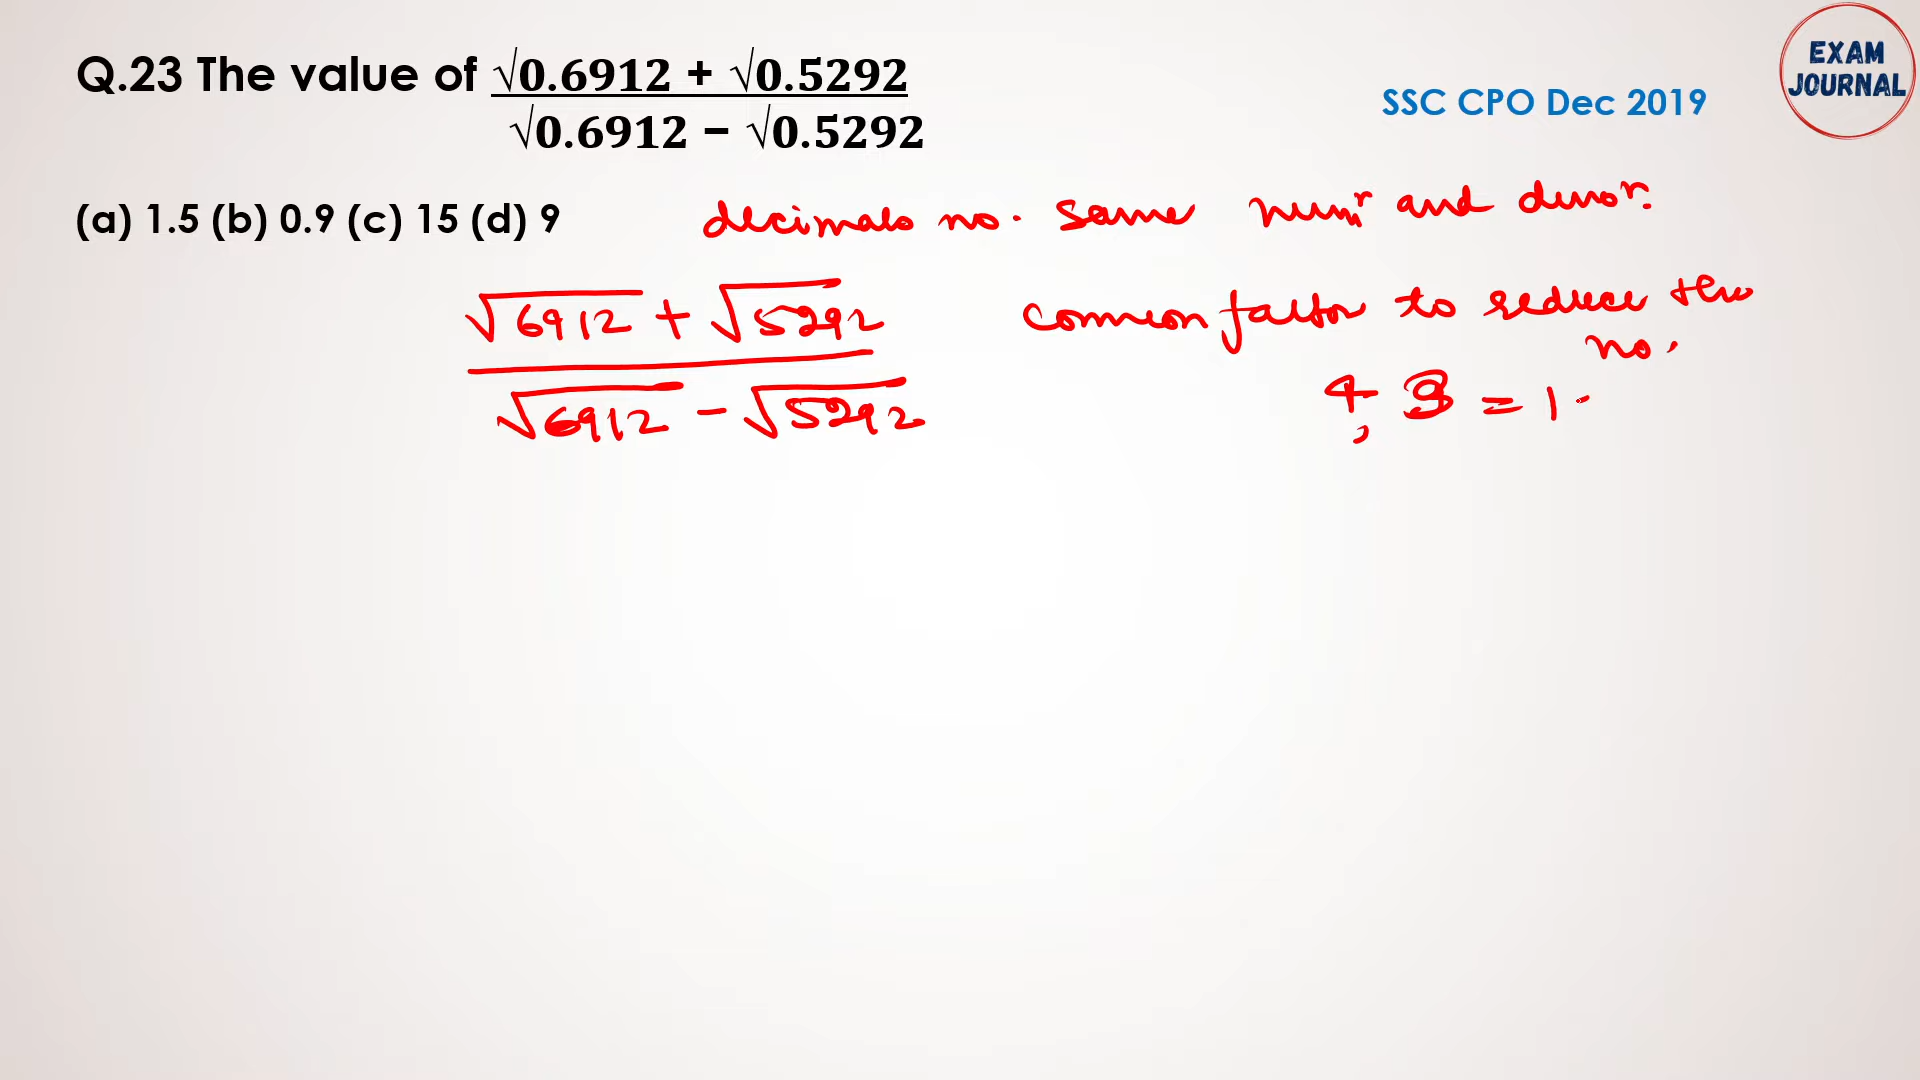 Q.23 The value of √0.6912 + √0.5292
√0.6912 − √0.5292
SSC CPO Dec 2019
EXAM
JOURNAL
(a) 1.5 (b) 0.9 (c) 15 (d) 9
decimals no. same numr and denor.
√6912 + √5292
√6912 − √5292
common factor to reduce the
no.
4, 3 = 1